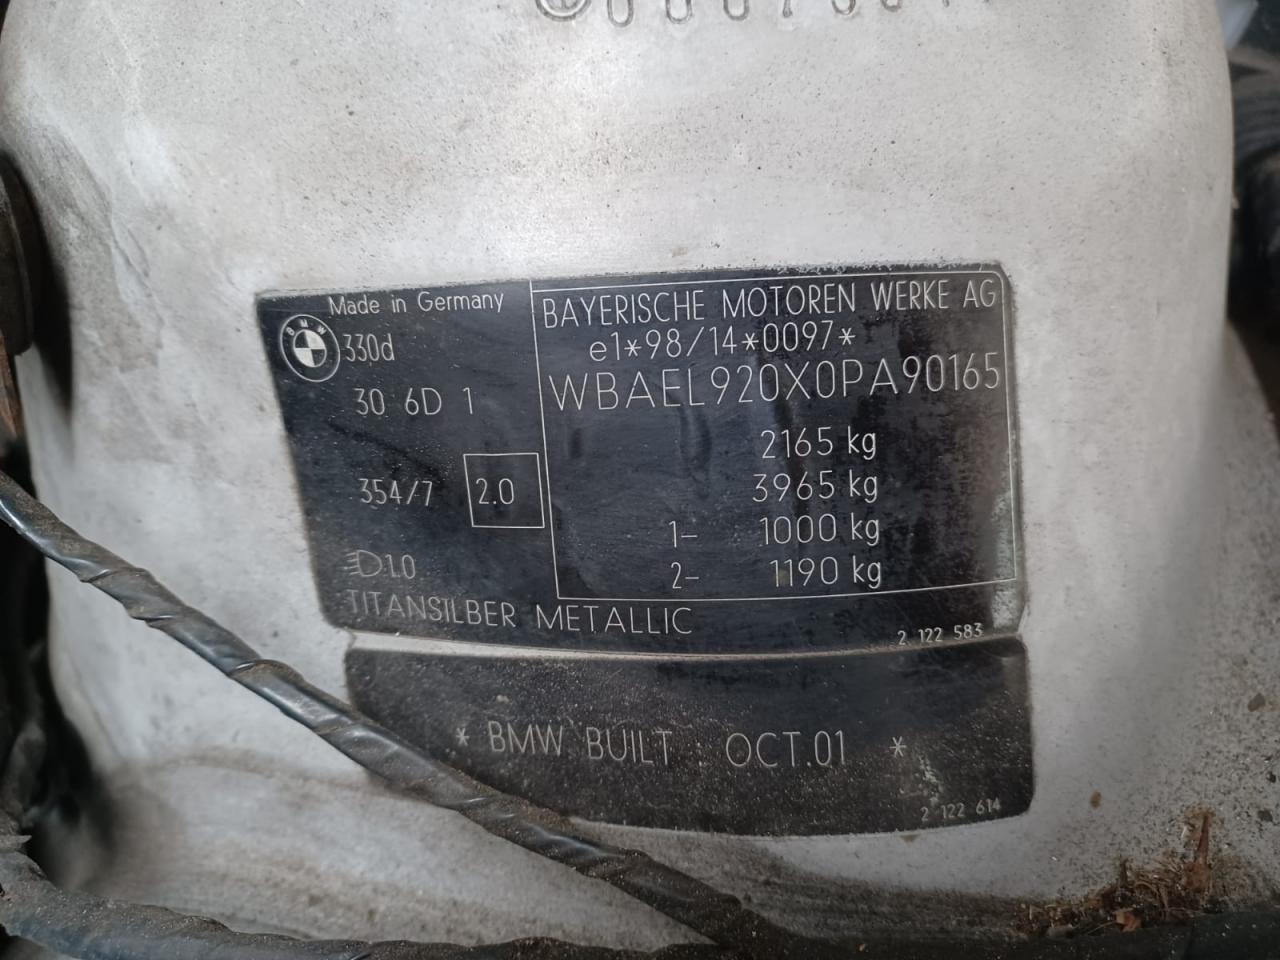 Made in Germany
BMW
330d
30 6D 1
354/7
2.0
1.0
TITANSILBER METALLIC
BAYERISCHE MOTOREN WERKE AG
e1*98/14*0097*
WBAEL920X0PA90165
2165 kg
3965 kg
1- 1000 kg
2- 1190 kg
2 122 583
* BMW BUILT : OCT.01 *
2 122 614